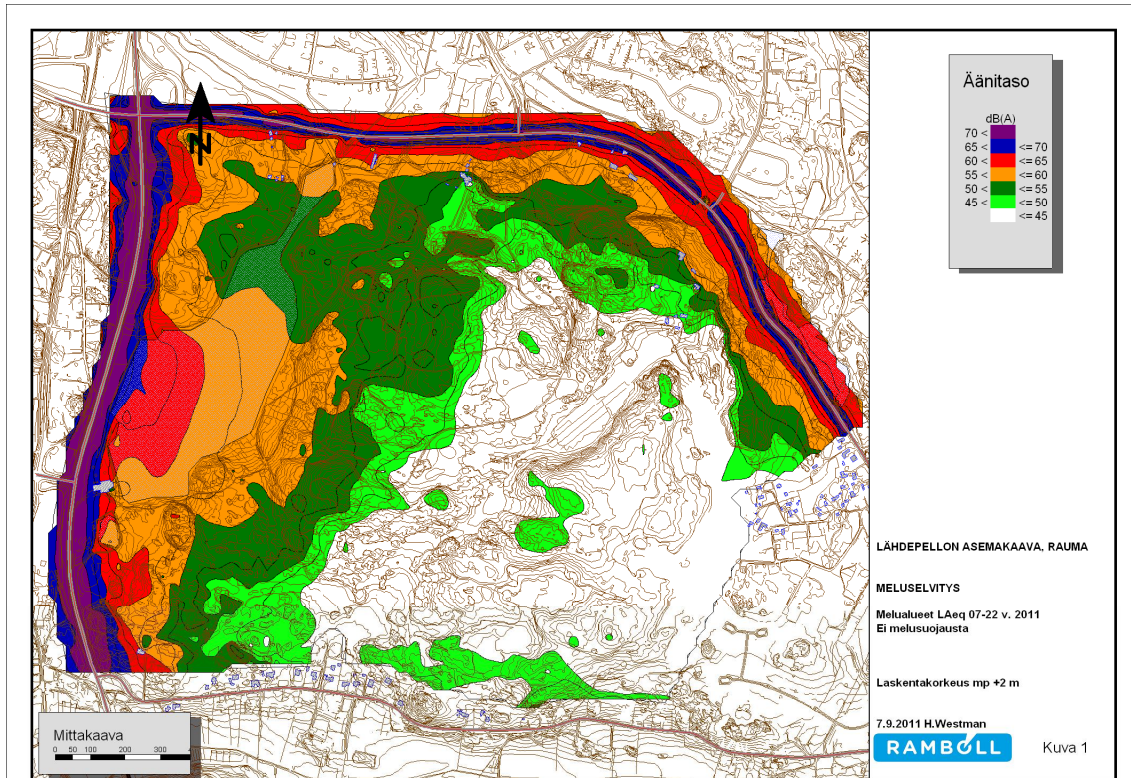 N
Äänitaso
dB(A)
70 <
65 < <= 70
60 < <= 65
55 < <= 60
50 < <= 55
45 < <= 50
<= 45
LÄHDEPELLON ASEMAKAAVA, RAUMA
MELUSELVITYS
Melualueet LAeq 07-22 v. 2011
Ei melusuojausta
Laskentakorkeus mp +2 m
7.9.2011 H.Westman
RAMBOLL Kuva 1
Mittakaava
0 50 100 200 300